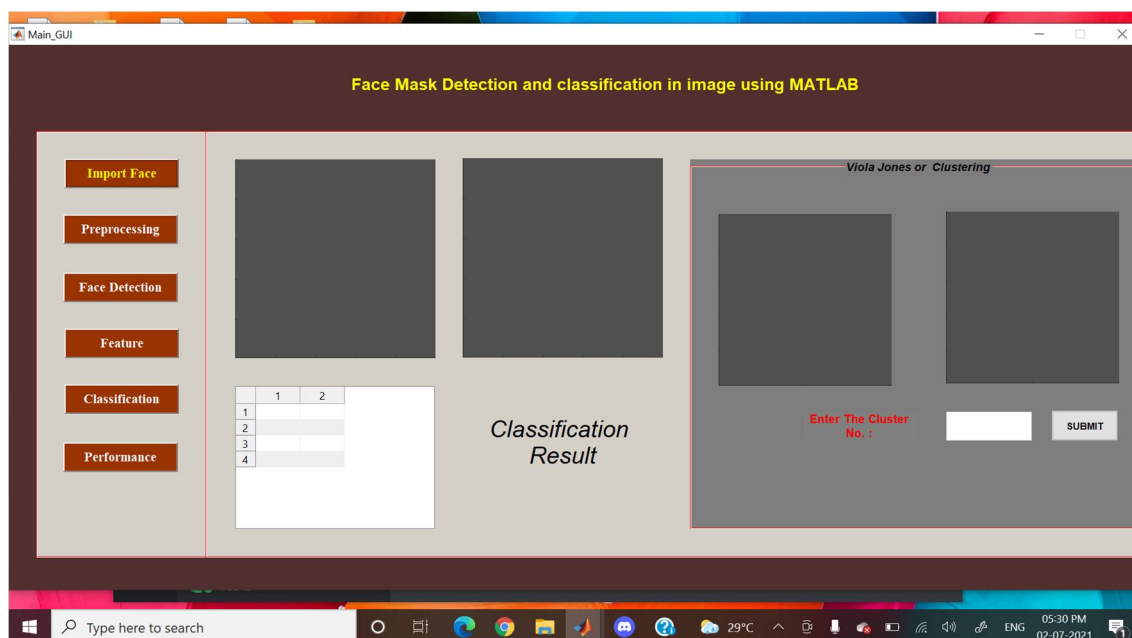 Main_GUI
Face Mask Detection and classification in image using MATLAB
Import Face
Preprocessing
Face Detection
Feature
Classification
Performance
1 2
1
2
3
4
Classification
Result
Viola Jones or Clustering
Enter The Cluster
No. :
SUBMIT
Type here to search
29°C
ENG
05:30 PM
02-07-2021
1